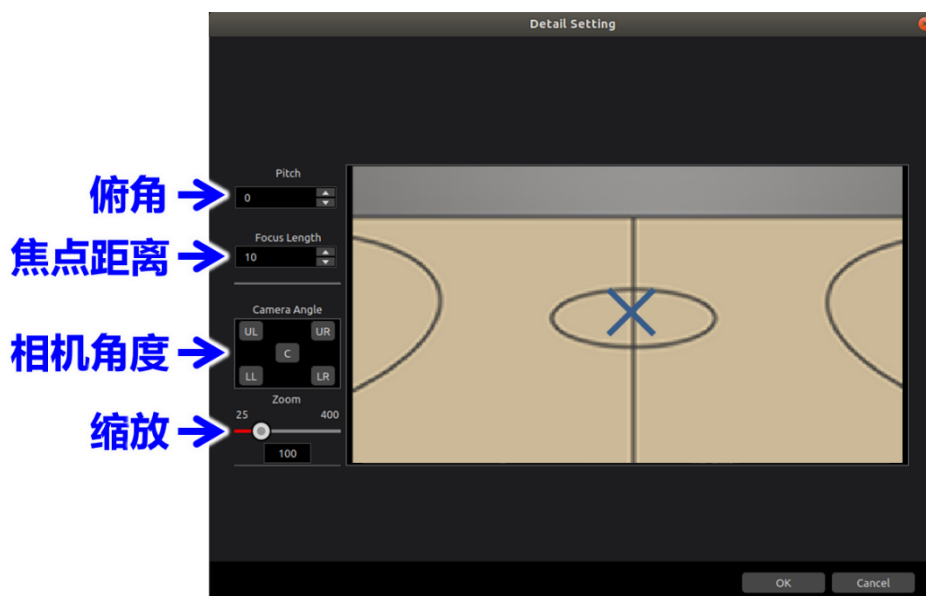 Detail Setting
俯角
Pitch
0
焦点距离
Focus Length
10
相机角度
Camera Angle
UL UR
C
LL LR
缩放
Zoom
25 400
100
OK Cancel